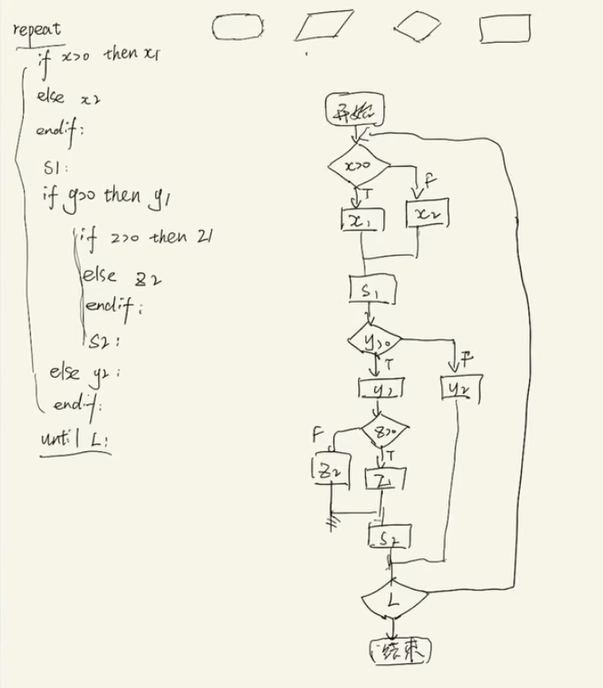 repeat
if x>0 then x1
else x2
endif:
S1:
if y>0 then y1
if z>0 then z1
else z2
endif:
S2:
else y2:
endif:
until L:
开始
x>0
T
F
x1
x2
S1
y>0
T
F
y1
y2
z>0
F
T
z2
z1
S2
L
结束